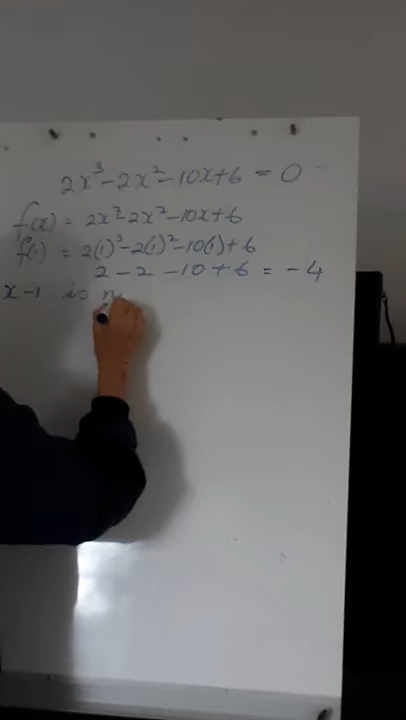 2x³-2x²-10x+6 = 0
f(x) = 2x³-2x²-10x+6
f(1) = 2(1)³-2(1)²-10(1)+6
2-2-10+6 = -4
x-1 is n